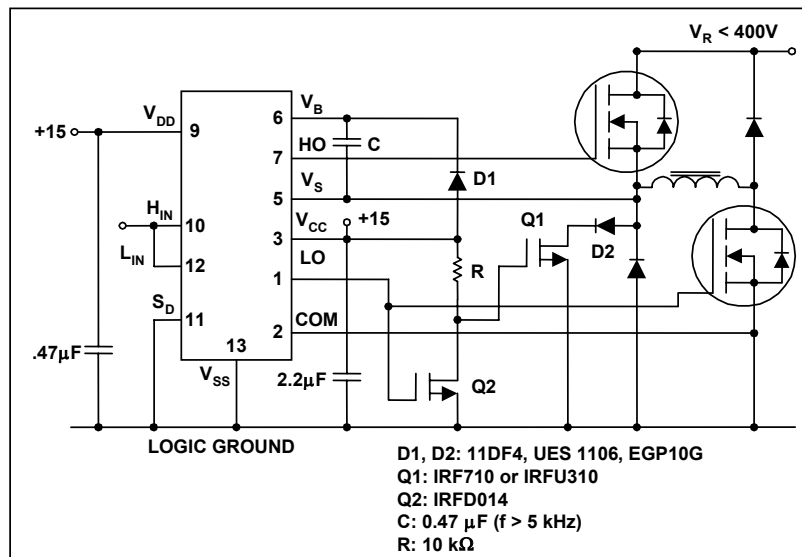 V_R < 400V
V_B
6
V_DD
+15
9
HO
7
C
V_S
5
D1
H_IN
10
V_CC
+15
Q1
3
D2
L_IN
12
LO
R
1
S_D
11
COM
2
.47µF
13
V_SS
2.2µF
Q2
LOGIC GROUND
D1, D2: 11DF4, UES 1106, EGP10G
Q1: IRF710 or IRFU310
Q2: IRFD014
C: 0.47 µF (f > 5 kHz)
R: 10 kΩ